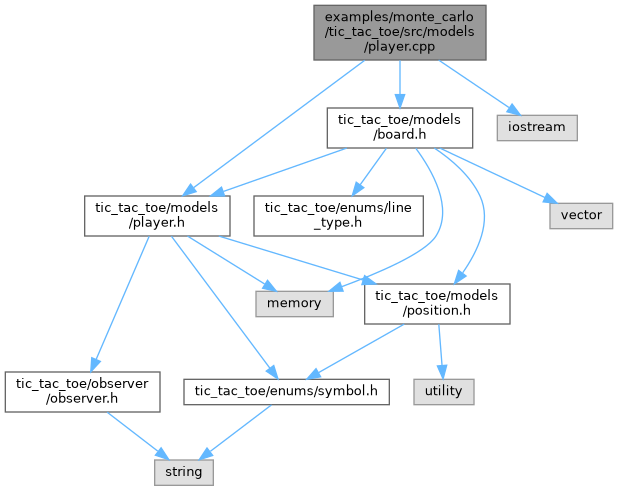 examples/monte_carlo
/tic_tac_toe/src/models
/player.cpp
tic_tac_toe/models
/board.h
iostream
tic_tac_toe/models
/player.h
tic_tac_toe/enums/line
_type.h
vector
memory
tic_tac_toe/models
/position.h
tic_tac_toe/observer
/observer.h
tic_tac_toe/enums/symbol.h
utility
string